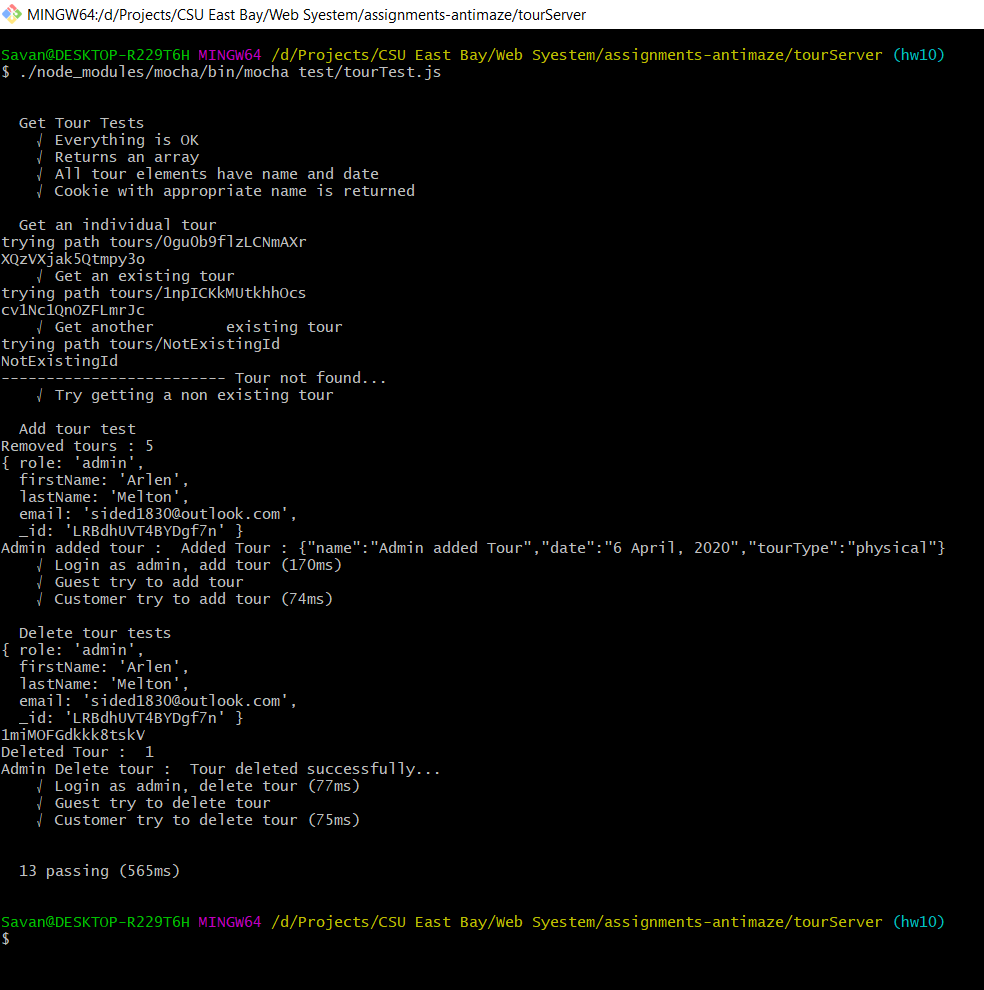 MINGW64:/d/Projects/CSU East Bay/Web Syestem/assignments-antimaze/tourServer
Savan@DESKTOP-R229T6H MINGW64 /d/Projects/CSU East Bay/Web Syestem/assignments-antimaze/tourServer (hw10)
$ ./node_modules/mocha/bin/mocha test/tourTest.js
Get Tour Tests
√ Everything is OK
√ Returns an array
√ All tour elements have name and date
√ Cookie with appropriate name is returned
Get an individual tour
trying path tours/0gu0b9flzLCNmAXr
XQzVXjak5Qtmpy3o
√ Get an existing tour
trying path tours/1npICKkMUtkhhOcs
cv1Nc1QnOZFLmrJc
√ Get another        existing tour
trying path tours/NotExistingId
NotExistingId
------------------------- Tour not found...
√ Try getting a non existing tour
Add tour test
Removed tours : 5
{ role: 'admin',
firstName: 'Arlen',
lastName: 'Melton',
email: 'sided1830@outlook.com',
_id: 'LRBdhUVT4BYDgf7n' }
Admin added tour :  Added Tour : {"name":"Admin added Tour","date":"6 April, 2020","tourType":"physical"}
√ Login as admin, add tour (170ms)
√ Guest try to add tour
√ Customer try to add tour (74ms)
Delete tour tests
{ role: 'admin',
firstName: 'Arlen',
lastName: 'Melton',
email: 'sided1830@outlook.com',
_id: 'LRBdhUVT4BYDgf7n' }
1miMOFGdkkk8tskV
Deleted Tour :  1
Admin Delete tour :  Tour deleted successfully...
√ Login as admin, delete tour (77ms)
√ Guest try to delete tour
√ Customer try to delete tour (75ms)
13 passing (565ms)
Savan@DESKTOP-R229T6H MINGW64 /d/Projects/CSU East Bay/Web Syestem/assignments-antimaze/tourServer (hw10)
$